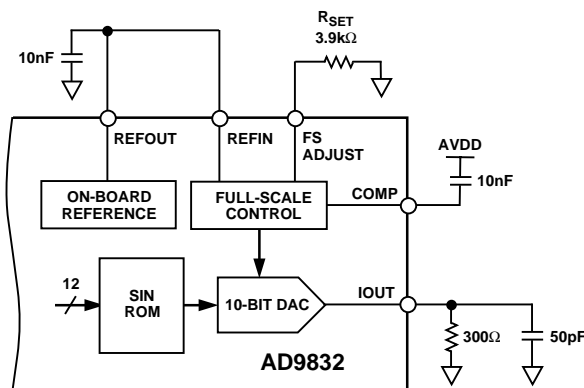 R_SET
3.9kΩ
10nF
REFOUT
REFIN
FS
ADJUST
AVDD
10nF
COMP
ON-BOARD
REFERENCE
FULL-SCALE
CONTROL
12
SIN
ROM
10-BIT DAC
IOUT
300Ω
50pF
AD9832